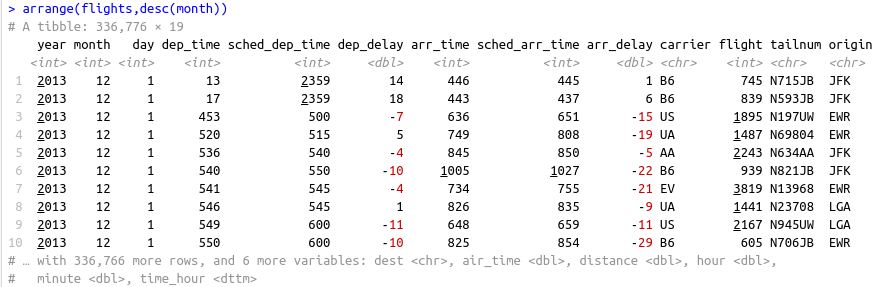 > arrange(flights,desc(month))
# A tibble: 336,776 × 19
year month day dep_time sched_dep_time dep_delay arr_time sched_arr_time arr_delay carrier flight tailnum origin
<int> <int> <int> <int> <int> <dbl> <int> <int> <dbl> <chr> <int> <chr> <chr>
1 2013 12 1 13 2359 14 446 445 1 B6 745 N715JB JFK
2 2013 12 1 17 2359 18 443 437 6 B6 839 N593JB JFK
3 2013 12 1 453 500 -7 636 651 -15 US 1895 N197UW EWR
4 2013 12 1 520 515 5 749 808 -19 UA 1487 N69804 EWR
5 2013 12 1 536 540 -4 845 850 -5 AA 2243 N634AA JFK
6 2013 12 1 540 550 -10 1005 1027 -22 B6 939 N821JB JFK
7 2013 12 1 541 545 -4 734 755 -21 EV 3819 N13968 EWR
8 2013 12 1 546 545 1 826 835 -9 UA 1441 N23708 LGA
9 2013 12 1 549 600 -11 648 659 -11 US 2167 N945UW LGA
10 2013 12 1 550 600 -10 825 854 -29 B6 605 N706JB EWR
# … with 336,766 more rows, and 6 more variables: dest <chr>, air_time <dbl>, distance <dbl>, hour <dbl>,
# minute <dbl>, time_hour <dttm>